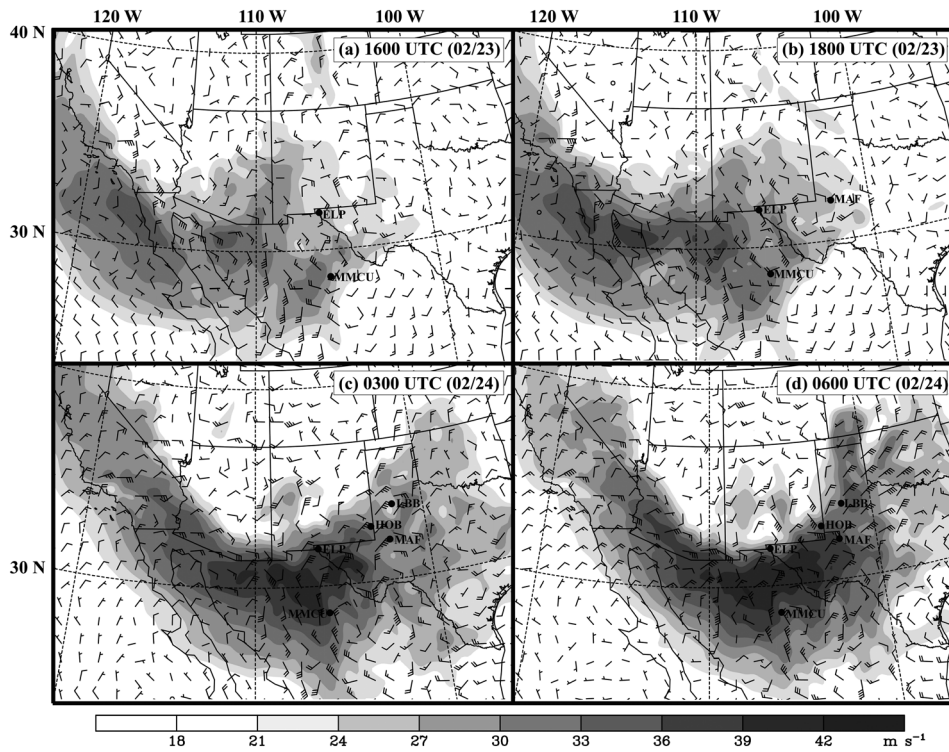 120 W 110 W 100 W 120 W 110 W 100 W
40 N
(a) 1600 UTC (02/23)
(b) 1800 UTC (02/23)
ELP
MMCU
MAF
ELP
MMCU
30 N
(c) 0300 UTC (02/24)
(d) 0600 UTC (02/24)
LBB
HOB
MAF
ELP
MMCU
LBB
HOB
MAF
ELP
MMCU
30 N
18 21 24 27 30 33 36 39 42 m s⁻¹